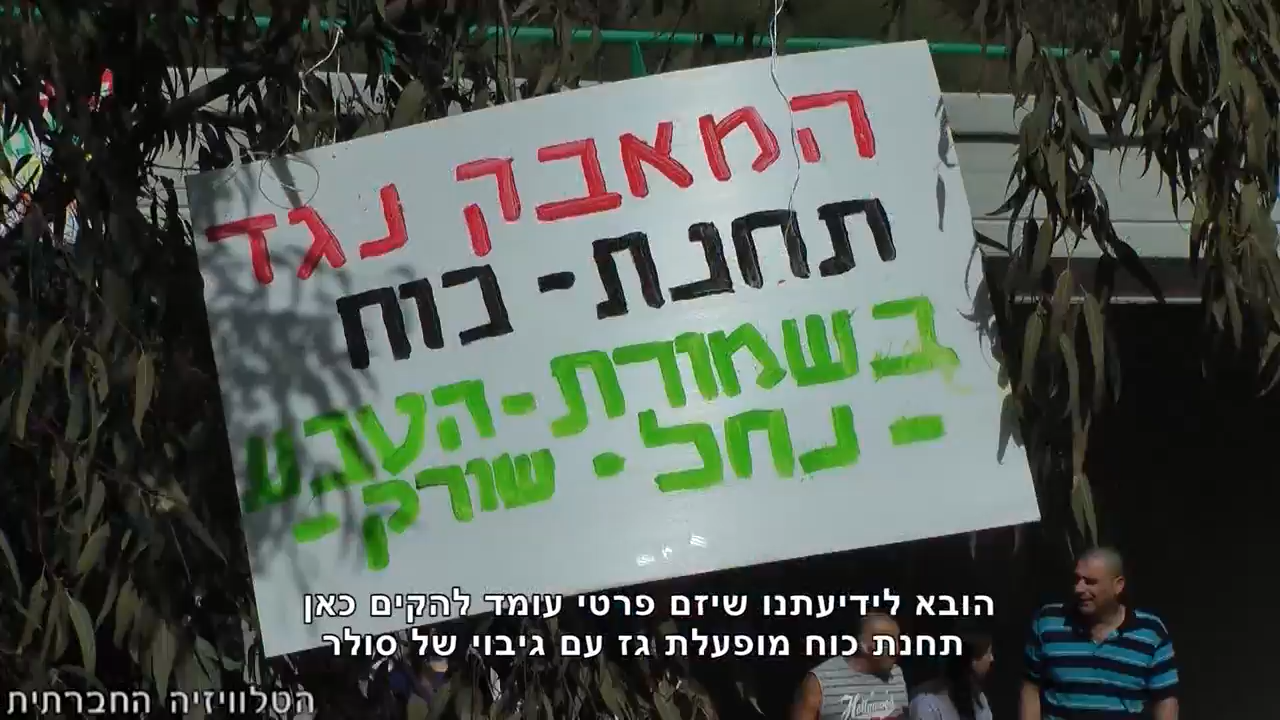 המאבק נגד
תחנת - כוח
בשמורת - הטבע
- נחל - שורק -
הובא לידיעתנו שיזם פרטי עומד להקים כאן
תחנת כוח מופעלת גז עם גיבוי של סולר
הטלוויזיה החברתית